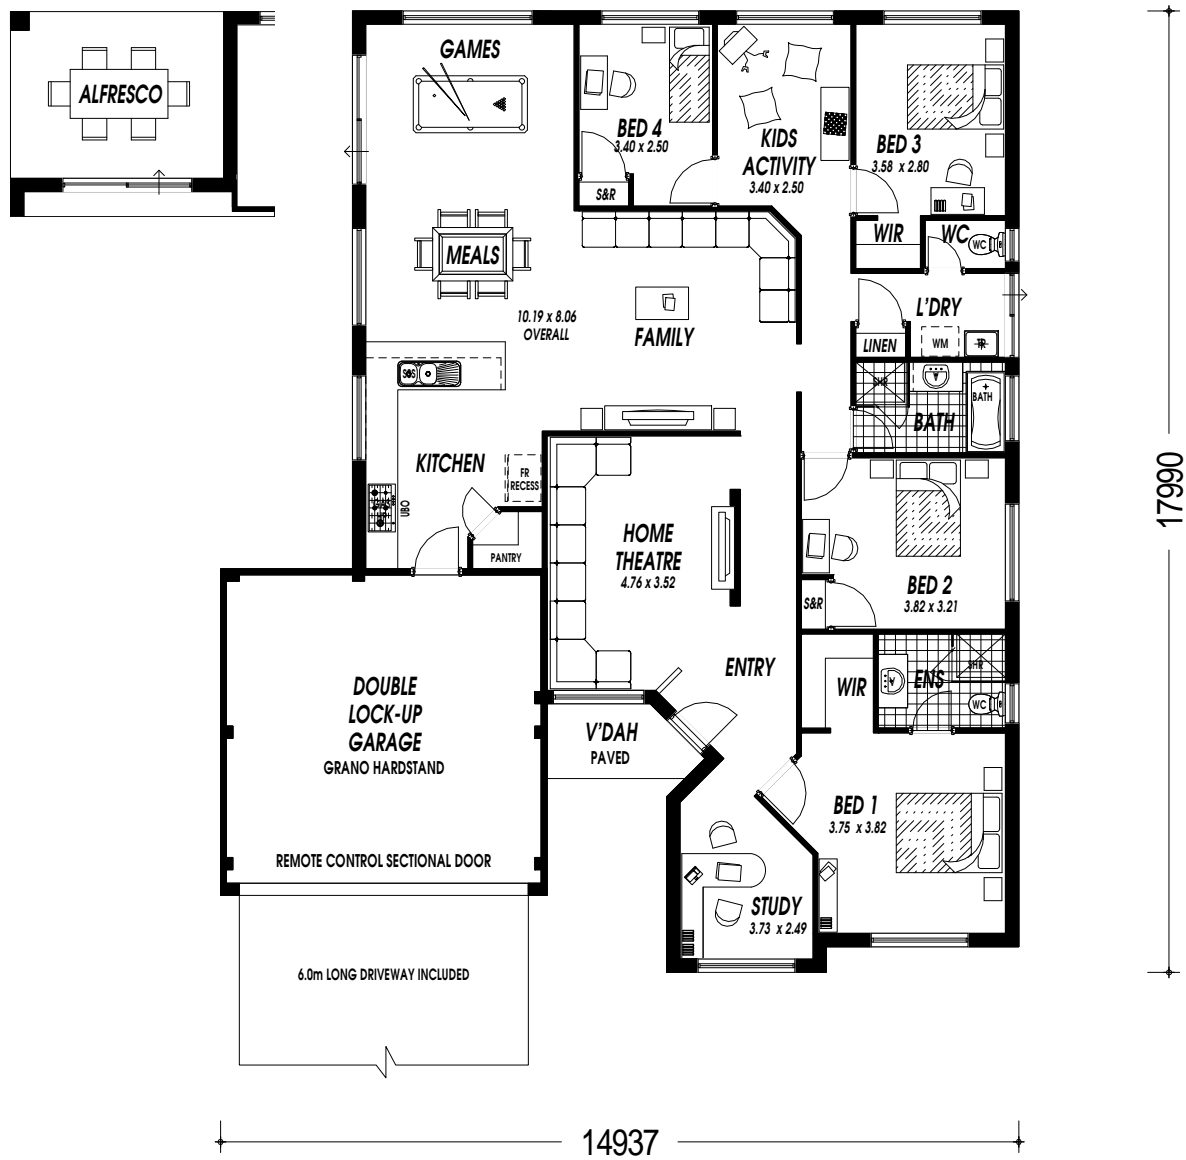 ALFRESCO
GAMES
BED 4
3.40 x 2.50
S&R
KIDS
ACTIVITY
3.40 x 2.50
BED 3
3.58 x 2.80
WIR
WC
WC
MEALS
10.19 x 8.06
OVERALL
FAMILY
L'DRY
LINEN
WM
TR
SHR
BATH
BATH
KITCHEN
FR
RECESS
UBO
PANTRY
HOME
THEATRE
4.76 x 3.52
BED 2
3.82 x 3.21
S&R
ENTRY
WIR
ENS
SHR
WC
DOUBLE
LOCK-UP
GARAGE
GRANO HARDSTAND
REMOTE CONTROL SECTIONAL DOOR
V'DAH
PAVED
BED 1
3.75 x 3.82
STUDY
3.73 x 2.49
6.0m LONG DRIVEWAY INCLUDED
17990
14937